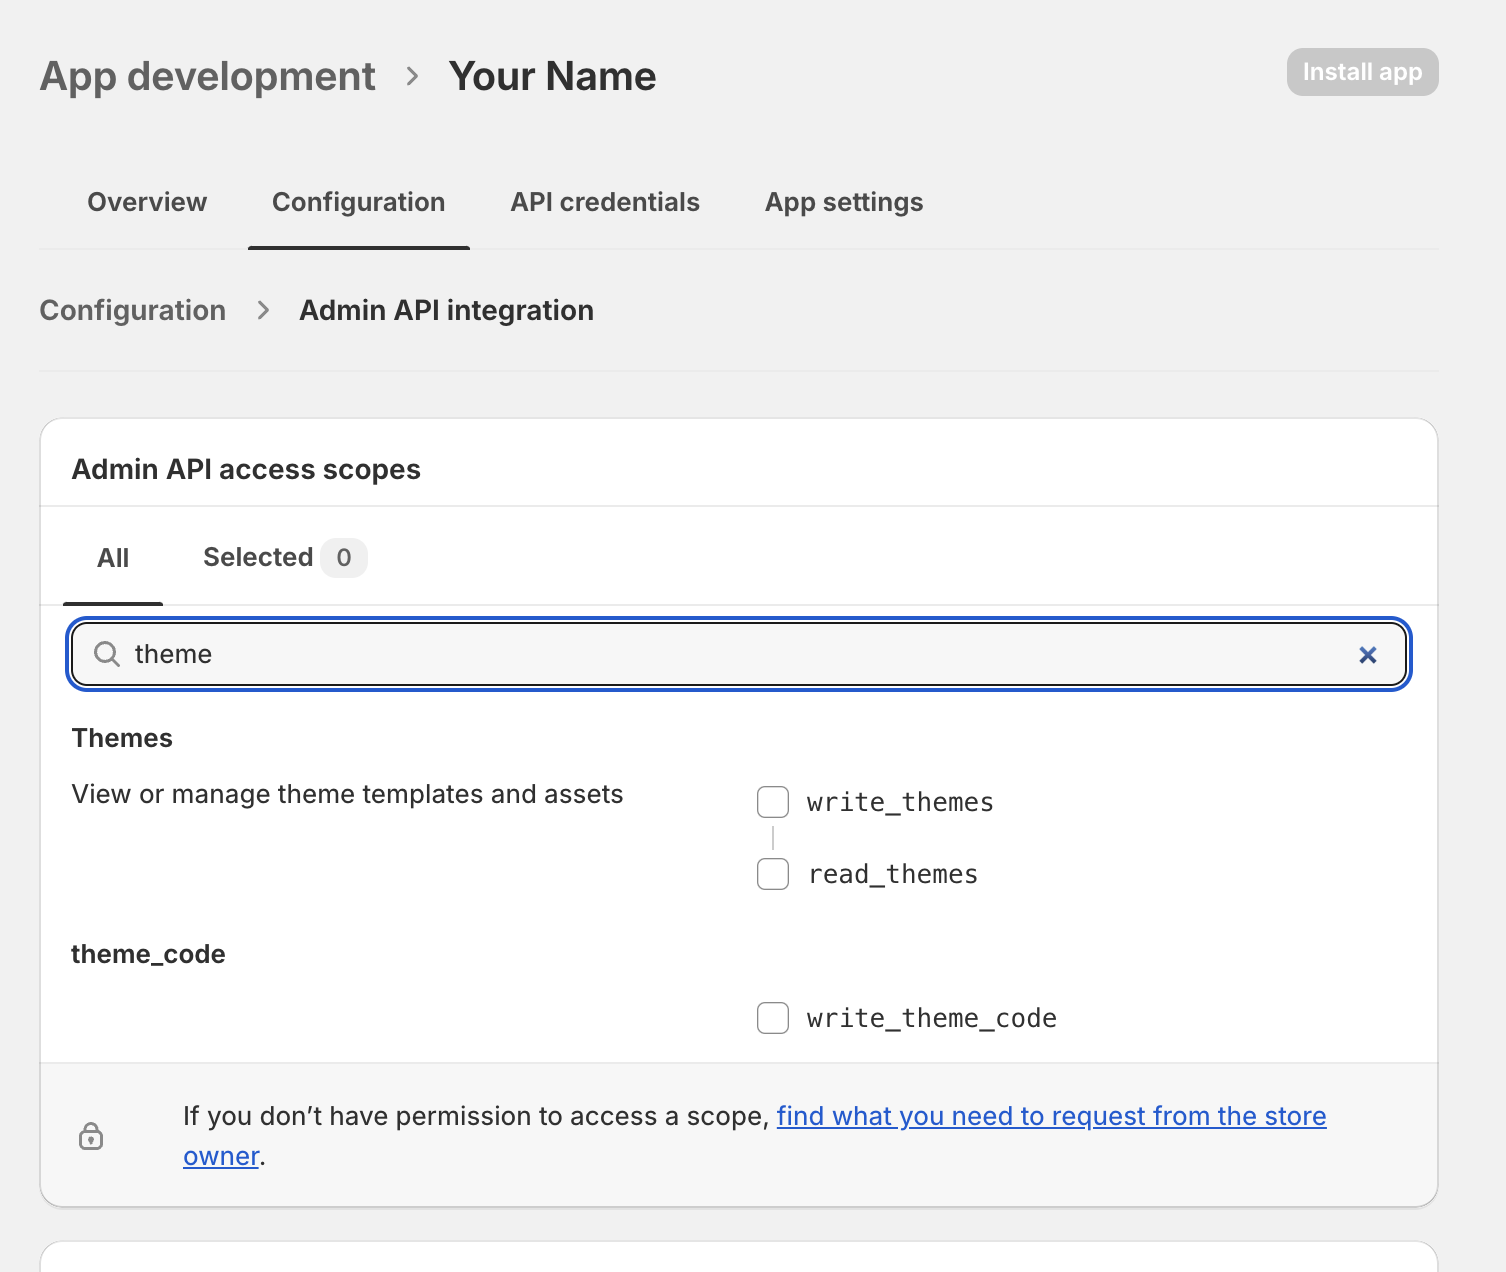 App development > Your Name
Install app
Overview
Configuration
API credentials
App settings
Configuration > Admin API integration
Admin API access scopes
All
Selected 0
theme
Themes
View or manage theme templates and assets
write_themes
read_themes
theme_code
write_theme_code
If you don’t have permission to access a scope, find what you need to request from the store
owner.